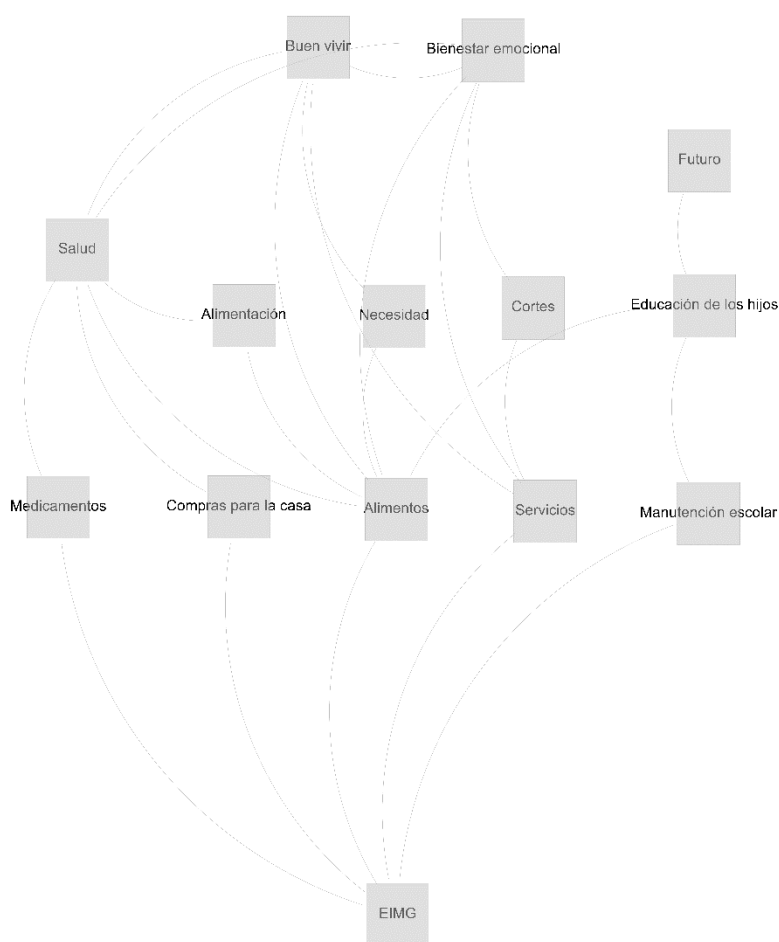 Buen vivir
Bienestar emocional
Futuro
Salud
Alimentación
Necesidad
Cortes
Educación de los hijos
Medicamentos
Compras para la casa
Alimentos
Servicios
Manutención escolar
EIMG